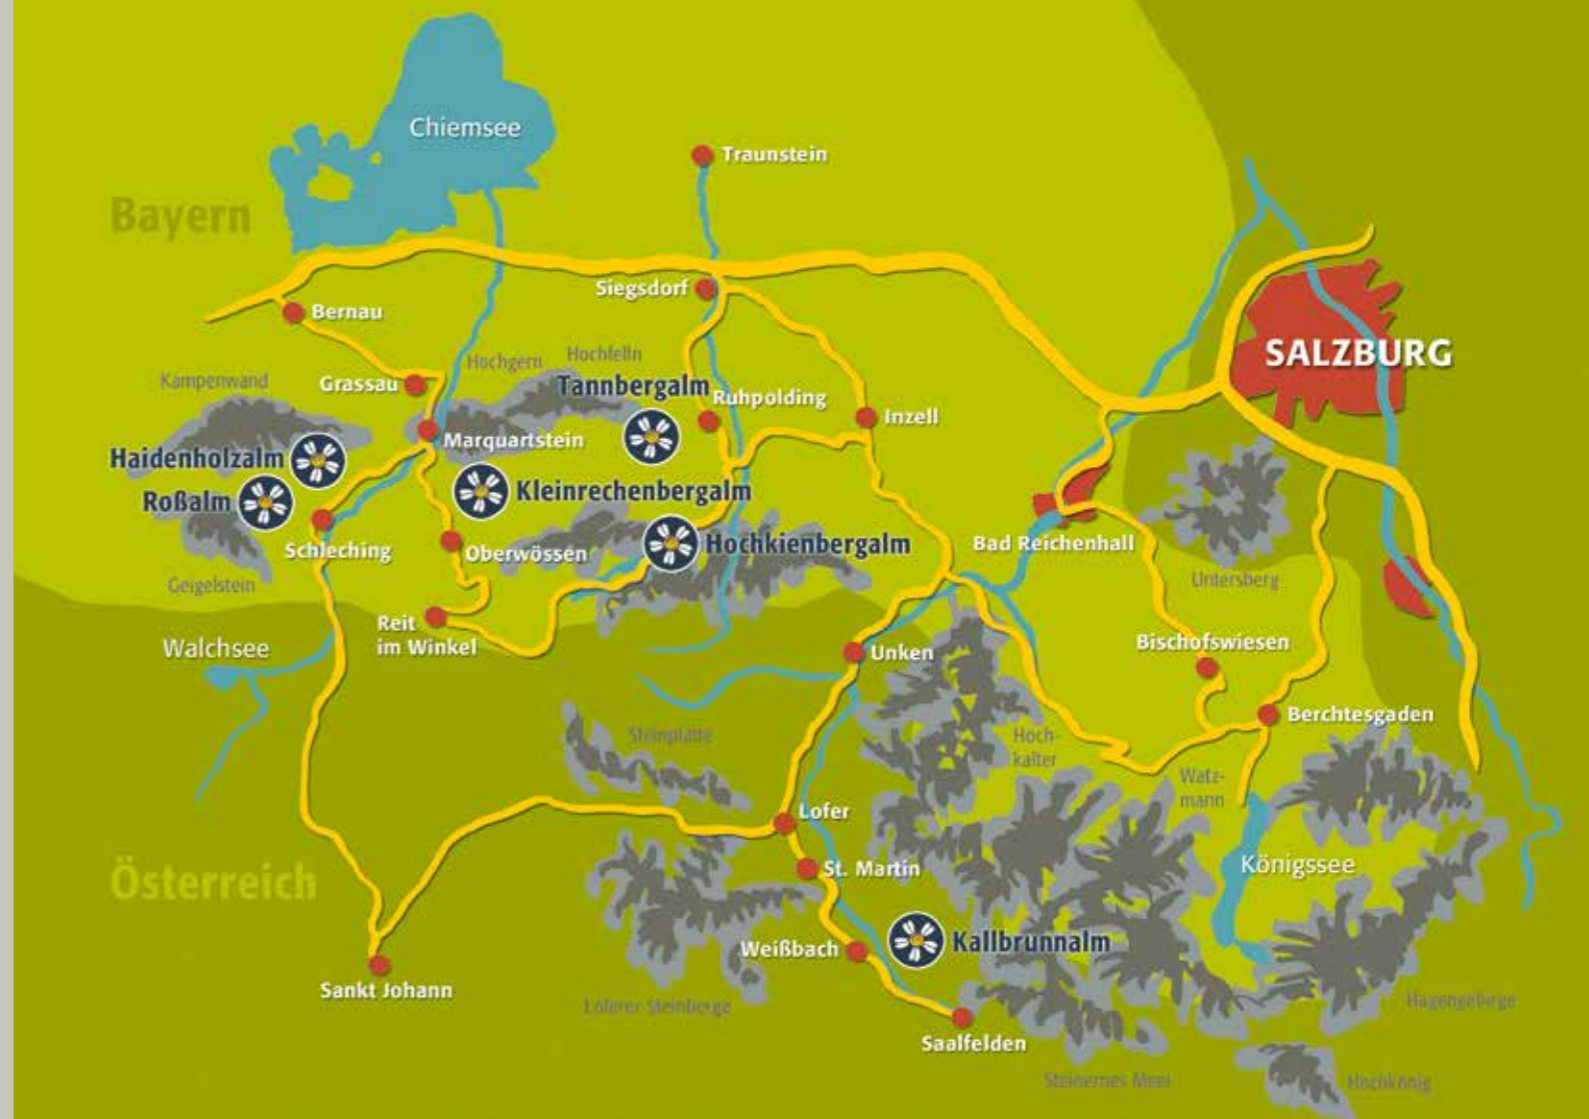 Chiemsee
Traunstein
Bayern
Siegsdorf
Bernau
SALZBURG
Hochgern
Hochfelln
Kampenwand
Grassau
Tannbergalm
Ruhpolding
Inzell
Marquartstein
Haidenholzalm
Kleinrechenbergalm
Roßalm
Schleching
Oberwössen
Hochkienbergalm
Bad Reichenhall
Geigelstein
Untersberg
Reit
im Winkel
Walchsee
Unken
Bischofswiesen
Berchtesgaden
Steinplatte
Hoch-
kalter
Watz-
mann
Lofer
Königssee
St. Martin
Österreich
Weißbach
Kallbrunnalm
Sankt Johann
Loferer Steinberge
Hagengebirge
Saalfelden
Steinernes Meer
Hochkönig